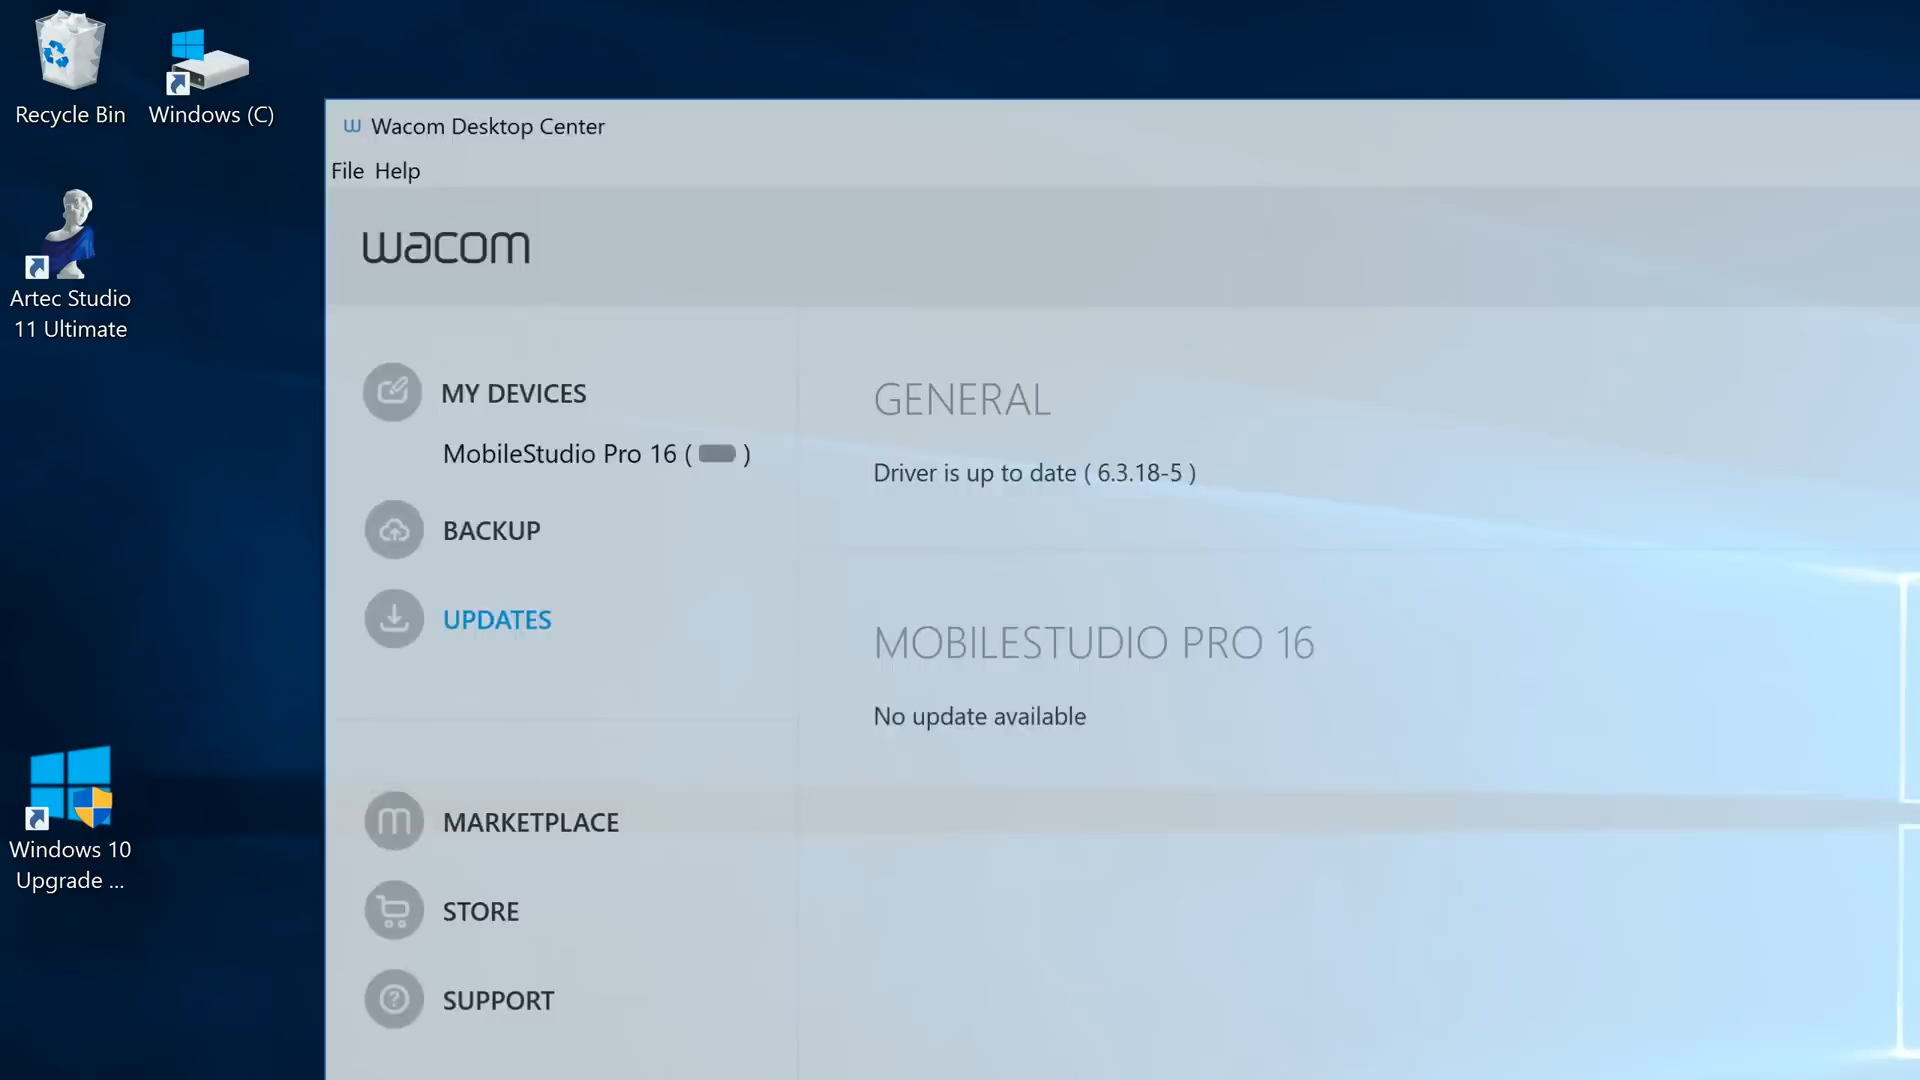 Recycle Bin
Windows (C)
Artec Studio
11 Ultimate
Windows 10
Upgrade ...
Wacom Desktop Center
File Help
wacom
MY DEVICES
MobileStudio Pro 16 ( )
BACKUP
UPDATES
MARKETPLACE
STORE
SUPPORT
GENERAL
Driver is up to date ( 6.3.18-5 )
MOBILESTUDIO PRO 16
No update available